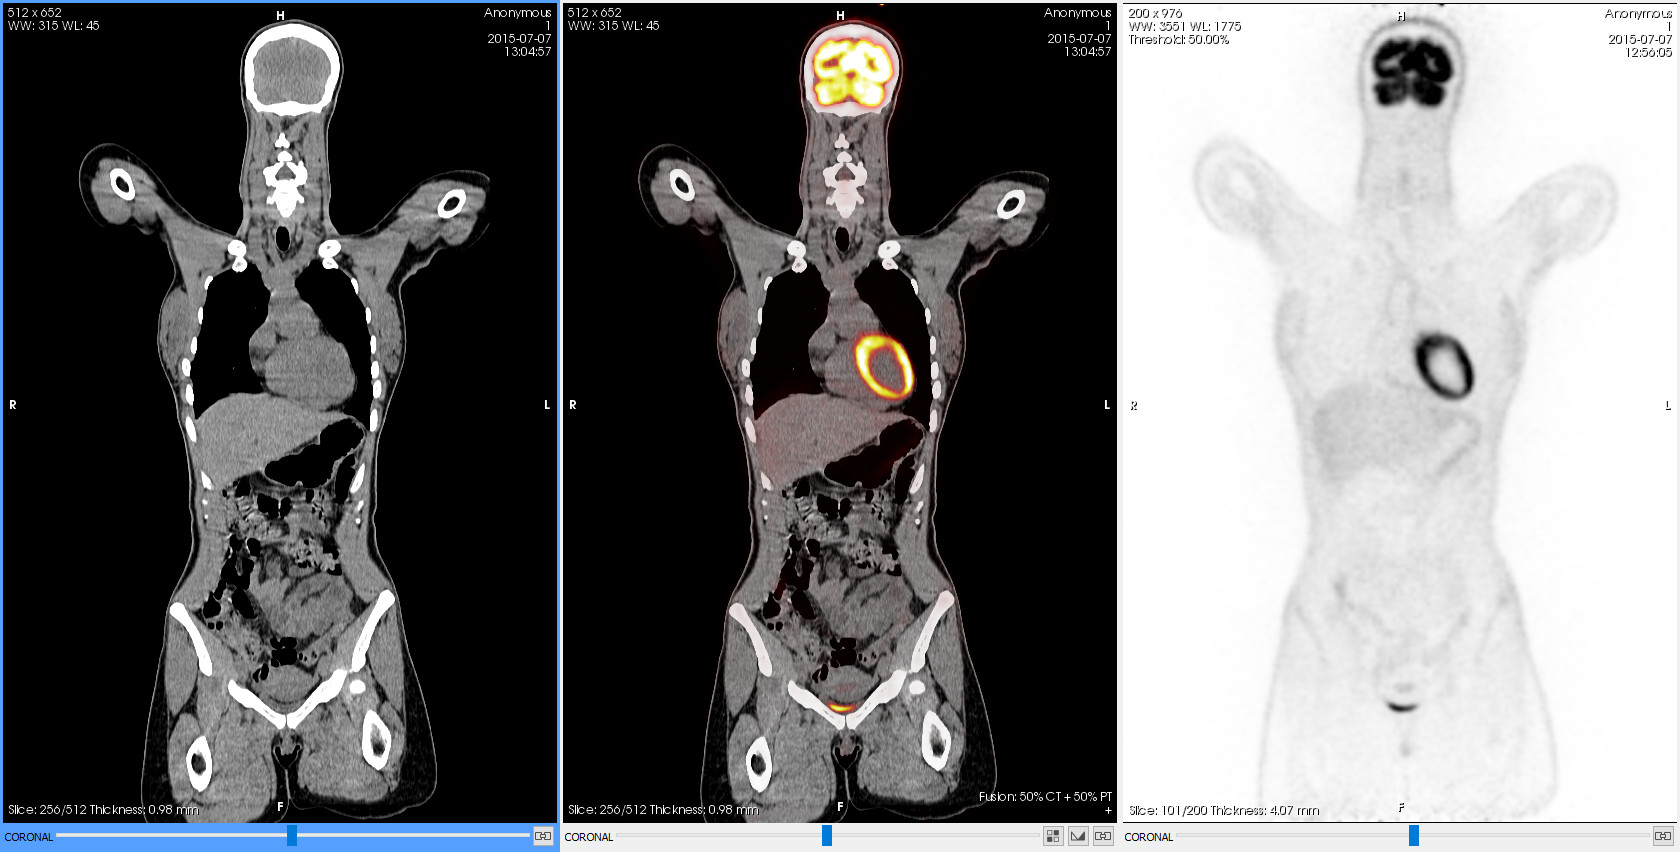 512 x 652
WW: 315 WL: 45
H
Anonymous
1
2015-07-07
13:04:57
R
L
Slice: 256/512 Thickness: 0.98 mm
F
CORONAL
512 x 652
WW: 315 WL: 45
H
Anonymous
1
2015-07-07
13:04:57
R
L
Fusion: 50% CT + 50% PT
Slice: 256/512 Thickness: 0.98 mm
F
+
CORONAL
200 x 976
WW: 3551 WL: 1775
Threshold: 50.00%
H
Anonymous
1
2015-07-07
12:56:05
R
L
Slice: 101/200 Thickness: 4.07 mm
F
CORONAL